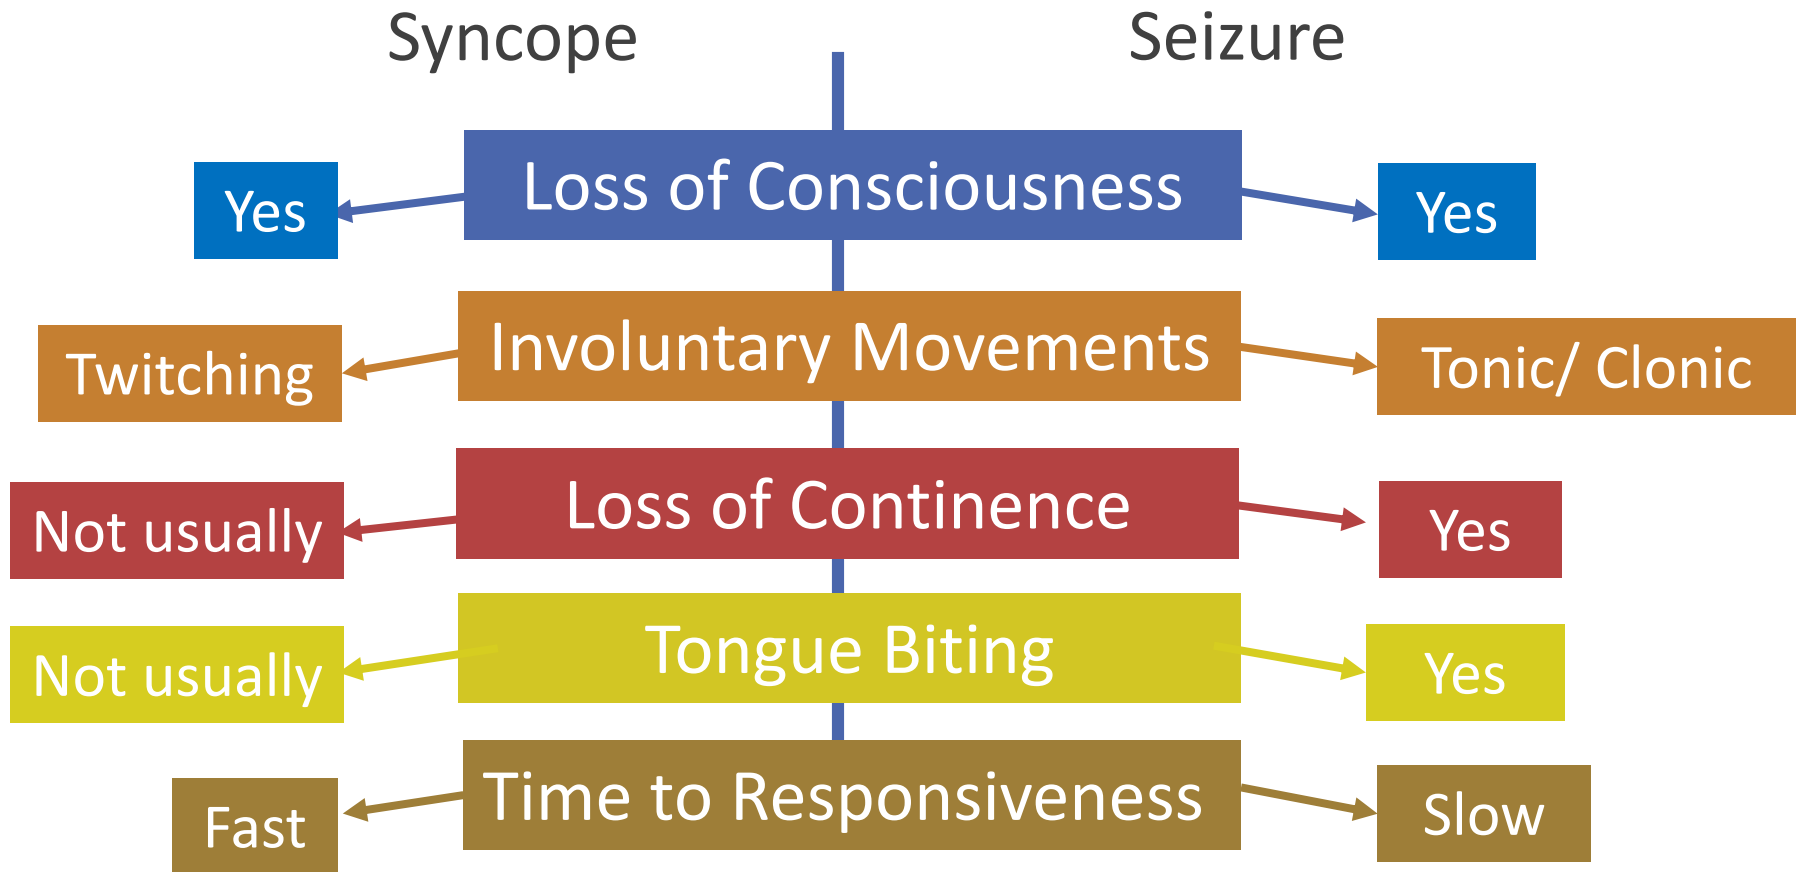 Syncope
Seizure
Yes
Loss of Consciousness
Yes
Twitching
Involuntary Movements
Tonic/ Clonic
Not usually
Loss of Continence
Yes
Not usually
Tongue Biting
Yes
Fast
Time to Responsiveness
Slow